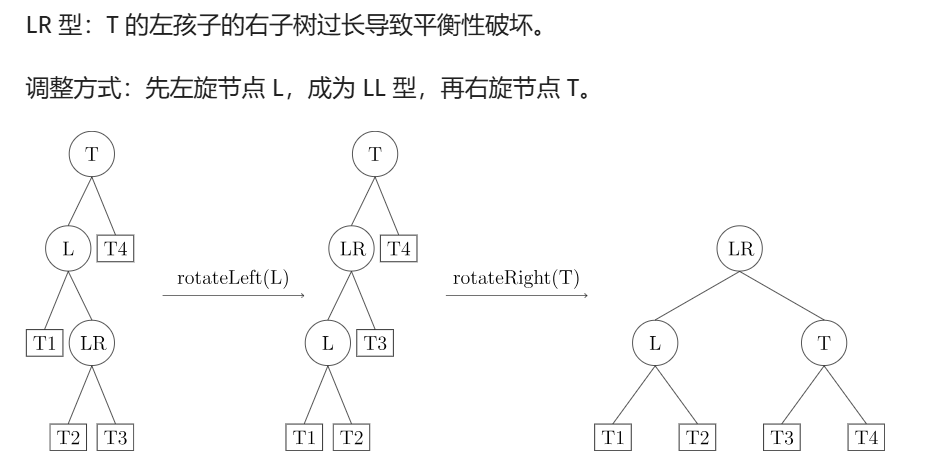 LR 型：T 的左孩子的右子树过长导致平衡性破坏。
调整方式：先左旋节点 L，成为 LL 型，再右旋节点 T。
T
L T4
T1 LR
T2 T3
rotateLeft(L)
T
LR T4
L T3
T1 T2
rotateRight(T)
LR
L T
T1 T2 T3 T4